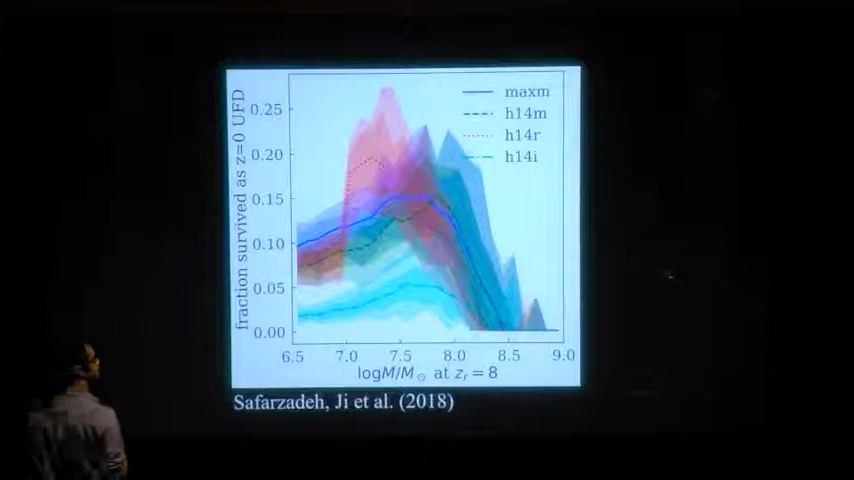 maxm
h14m
h14r
h14i
fraction survived as z=0 UFD
0.25
0.20
0.15
0.10
0.05
0.00
6.5 7.0 7.5 8.0 8.5 9.0
logM/M⊙ at zr = 8
Safarzadeh, Ji et al. (2018)